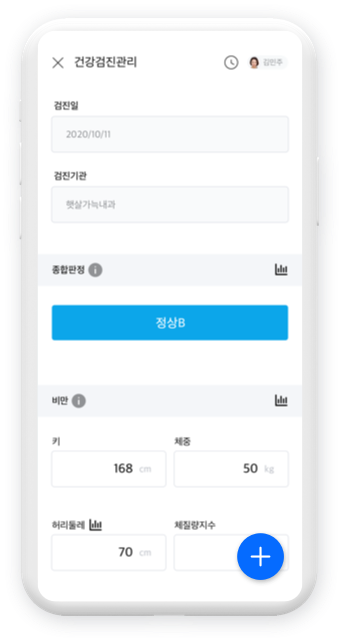 건강검진관리
김민주
검진일
2020/10/11
검진기관
햇살가득내과
종합판정
정상B
비만
키
체중
168 cm
50 kg
허리둘레
체질량지수
70 cm